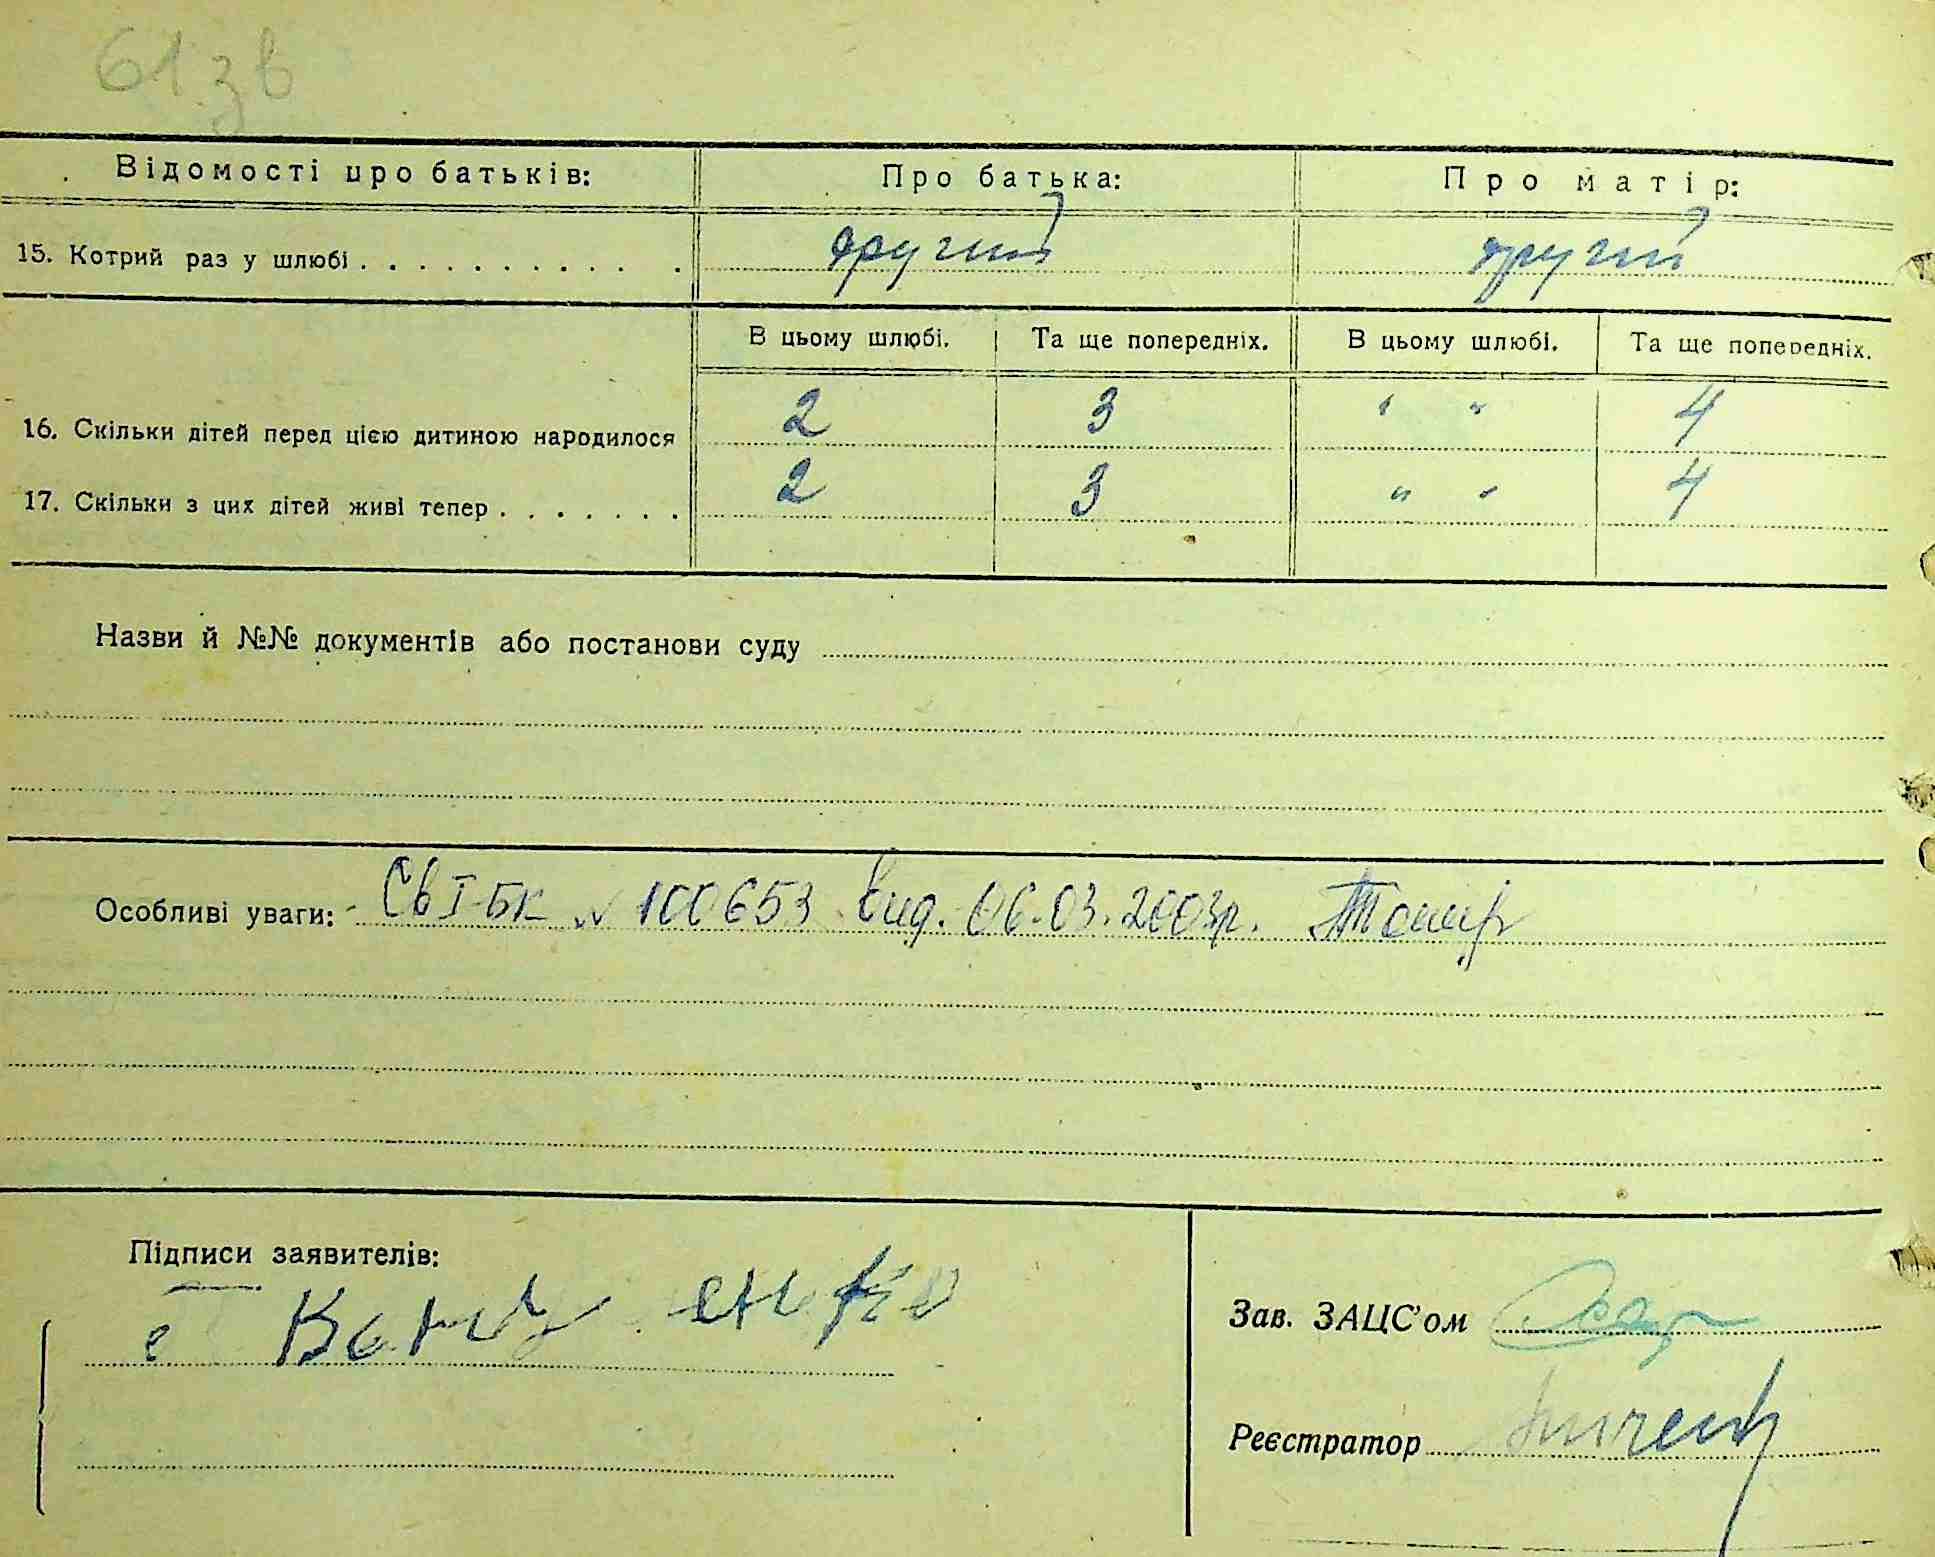 61 зв
Відомості про батьків: Про батька: Про матір:
15. Котрий раз у шлюбі . . . . . . . . . . . другий другий
В цьому шлюбі. Та ще попередніх. В цьому шлюбі. Та ще попередніх.
16. Скільки дітей перед цією дитиною народилося 2 3 " " 4
17. Скільки з цих дітей живі тепер . . . . . . . 2 3 " " 4
Назви й №№ документів або постанови суду
Особливі уваги: Св I-БК № 100653 вид. 06.03.2003р.
Підписи заявителів:
Зав. ЗАЦС'ом
Реєстратор